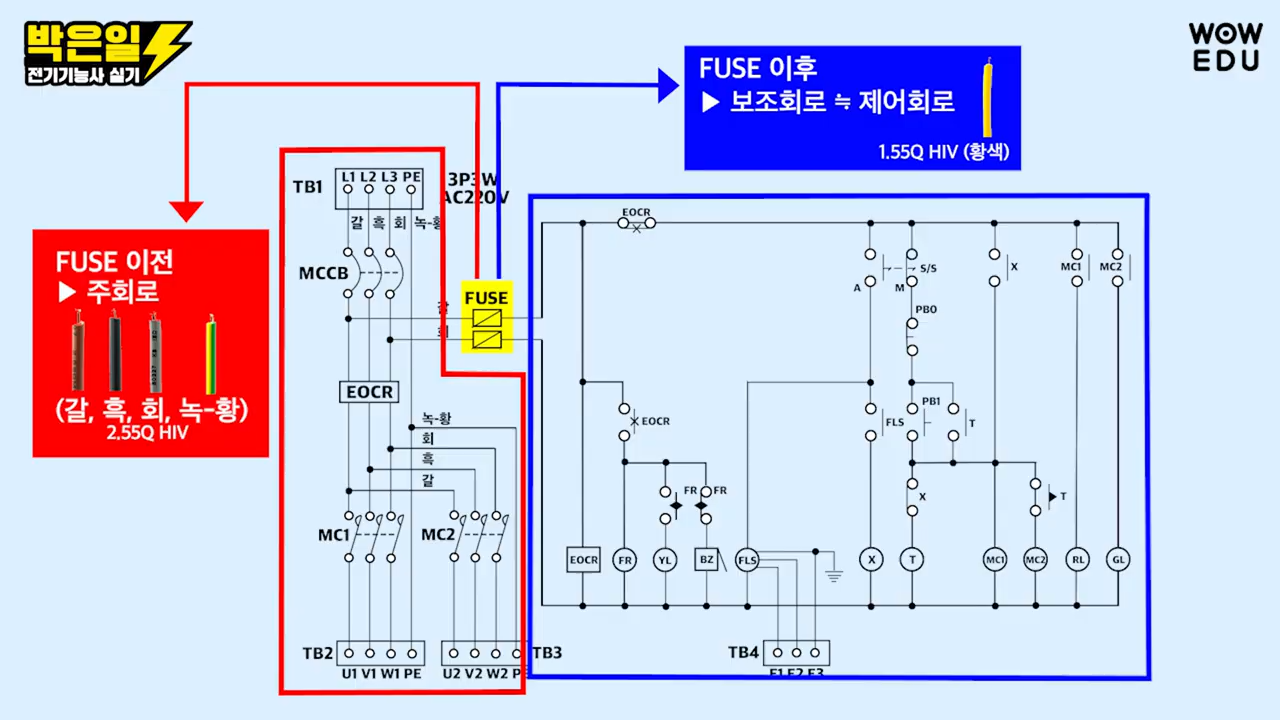 박은일
전기기능사 실기
WOW
EDU
FUSE 이후
▶ 보조회로 ≒ 제어회로
1.5SQ HIV (황색)
FUSE 이전
▶ 주회로
(갈, 흑, 회, 녹-황)
2.5SQ HIV
TB1
L1 L2 L3 PE
3P3W
AC220V
갈 흑 회 녹-황
MCCB
FUSE
갈
회
EOCR
녹-황
회
흑
갈
MC1
MC2
TB2
U1 V1 W1 PE
U2 V2 W2 PE
TB3
EOCR
A
M
S/S
X
MC1
MC2
PB0
EOCR
FLS
PB1
T
FR
FR
X
T
EOCR
FR
YL
BZ
FLS
X
T
MC1
MC2
RL
GL
TB4
E1 E2 E3